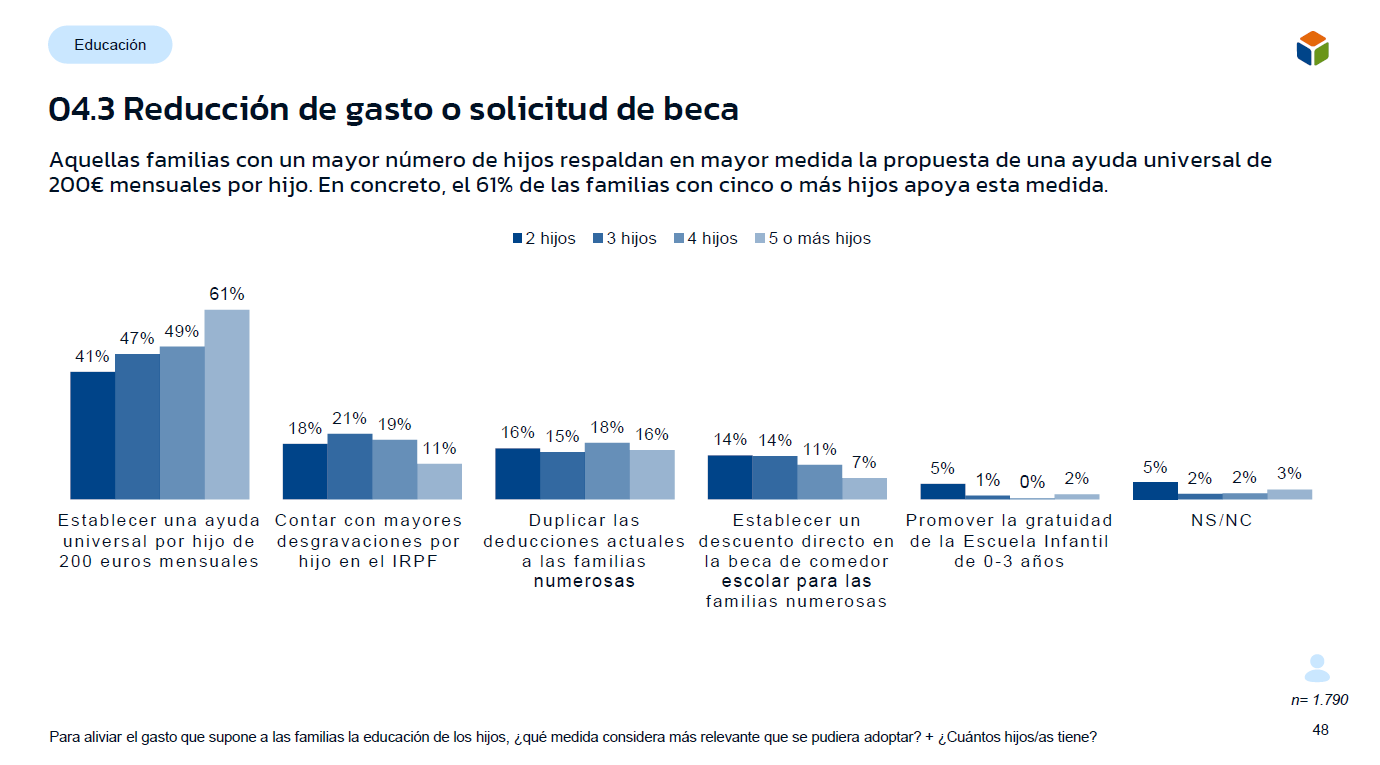 Educación
04.3 Reducción de gasto o solicitud de beca
Aquellas familias con un mayor número de hijos respaldan en mayor medida la propuesta de una ayuda universal de
200€ mensuales por hijo. En concreto, el 61% de las familias con cinco o más hijos apoya esta medida.
2 hijos 3 hijos 4 hijos 5 o más hijos
41% 47% 49% 61%
18% 21% 19% 11%
16% 15% 18% 16%
14% 14% 11% 7%
5% 1% 0% 2%
5% 2% 2% 3%
Establecer una ayuda
universal por hijo de
200 euros mensuales
Contar con mayores
desgravaciones por
hijo en el IRPF
Duplicar las
deducciones actuales
a las familias
numerosas
Establecer un
descuento directo en
la beca de comedor
escolar para las
familias numerosas
Promover la gratuidad
de la Escuela Infantil
de 0-3 años
NS/NC
n= 1.790
Para aliviar el gasto que supone a las familias la educación de los hijos, ¿qué medida considera más relevante que se pudiera adoptar? + ¿Cuántos hijos/as tiene?
48